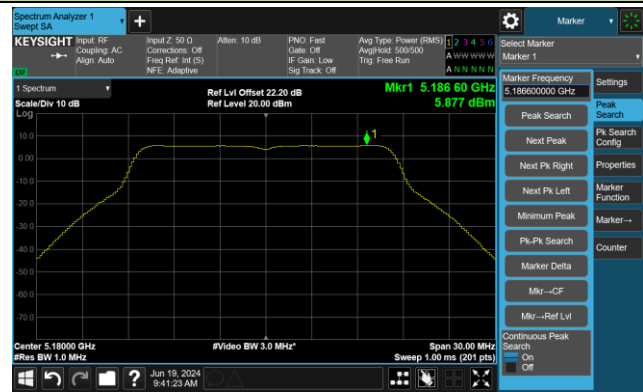 Spectrum Analyzer 1
Swept SA
+
Marker
KEYSIGHT
Input: RF
Coupling: AC
Align: Auto
Input Z: 50 Ω
Corrections: Off
Freq Ref: Int (S)
NFE: Adaptive
Atten: 10 dB
PNO: Fast
Gate: Off
IF Gain: Low
Sig Track: Off
Avg Type: Power (RMS)
Avg|Hold: 500/500
Trig: Free Run
1 2 3 4 5 6
A W W W W W
A N N N N N
Select Marker
Marker 1
1 Spectrum
Scale/Div 10 dB
Ref Lvl Offset 22.20 dB
Ref Level 20.00 dBm
Mkr1 5.186 60 GHz
5.877 dBm
Log
10.0
0.00
-10.0
-20.0
-30.0
-40.0
-50.0
-60.0
-70.0
1
Center 5.18000 GHz
#Res BW 1.0 MHz
#Video BW 3.0 MHz*
Span 30.00 MHz
Sweep 1.00 ms (201 pts)
Marker Frequency
5.186600000 GHz
Peak Search
Next Peak
Next Pk Right
Next Pk Left
Minimum Peak
Pk-Pk Search
Marker Delta
Mkr→CF
Mkr→Ref Lvl
Continuous Peak
Search
On
Off
Settings
Peak
Search
Pk Search
Config
Properties
Marker
Function
Marker→
Counter
?
Jun 19, 2024
9:41:23 AM